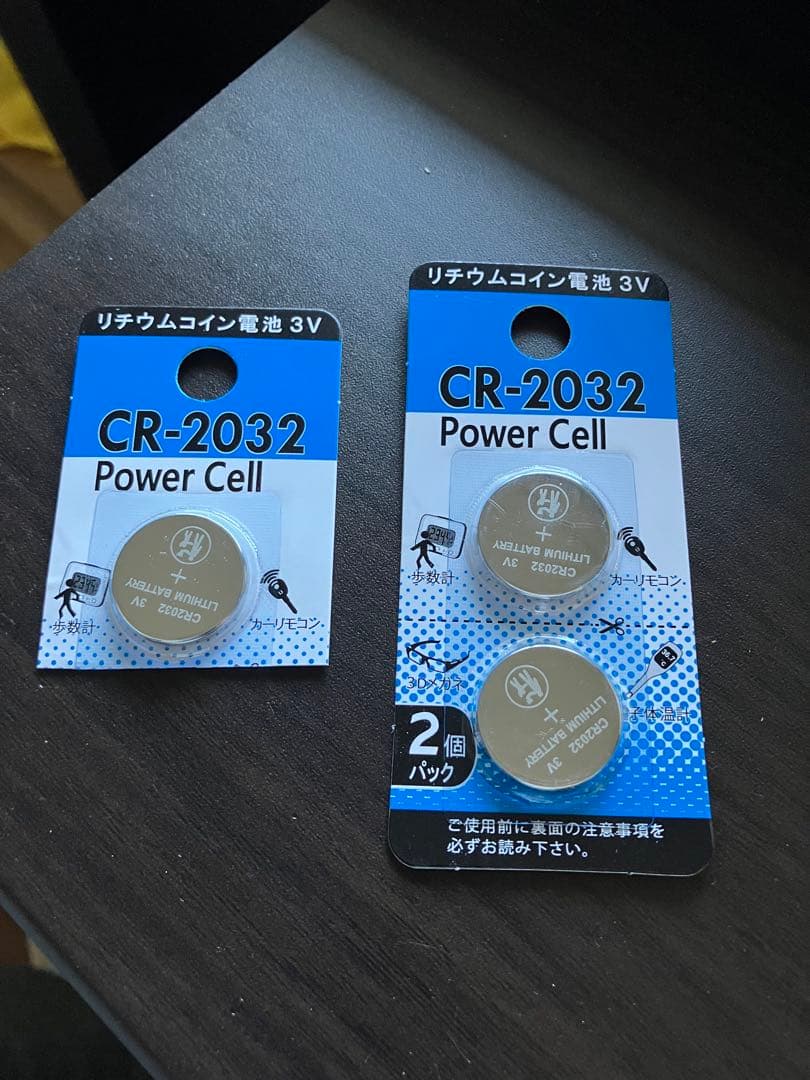 リチウムコイン電池 3V
CR-2032
Power Cell
歩数計
カーリモコン
+
CR2032
LITHIUM BATTERY
3V
リチウムコイン電池 3V
CR-2032
Power Cell
歩数計
カーリモコン
+
LITHIUM BATTERY
CR2032
3V
3Dメガネ
36.7
℃
子体温計
+
LITHIUM BATTERY
CR2032
3V
2個
パック
ご使用前に裏面の注意事項を
必ずお読み下さい。